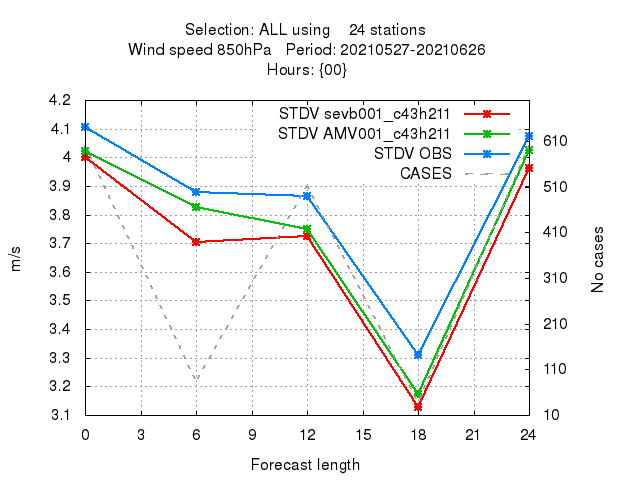 Selection: ALL using    24 stations
Wind speed 850hPa   Period: 20210527-20210626
Hours: {00}
STDV sevb001_c43h211
STDV AMV001_c43h211
STDV OBS
CASES
4.2
4.1
4
3.9
3.8
3.7
3.6
3.5
3.4
3.3
3.2
3.1
m/s
610
510
410
310
210
110
10
No cases
0 3 6 9 12 15 18 21 24
Forecast length